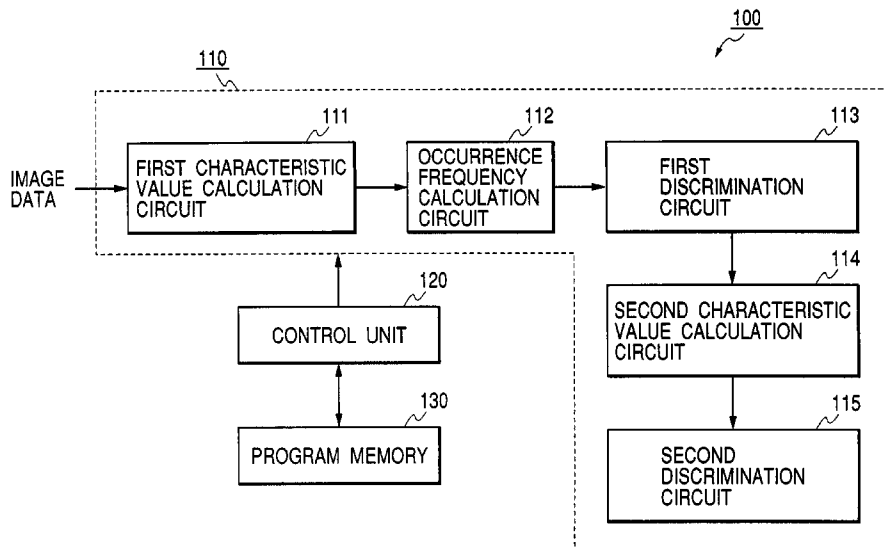 100
110
111
112
113
IMAGE
DATA
FIRST CHARACTERISTIC
VALUE CALCULATION
CIRCUIT
OCCURRENCE
FREQUENCY
CALCULATION
CIRCUIT
FIRST
DISCRIMINATION
CIRCUIT
114
SECOND CHARACTERISTIC
VALUE CALCULATION
CIRCUIT
120
CONTROL UNIT
115
SECOND
DISCRIMINATION
CIRCUIT
130
PROGRAM MEMORY